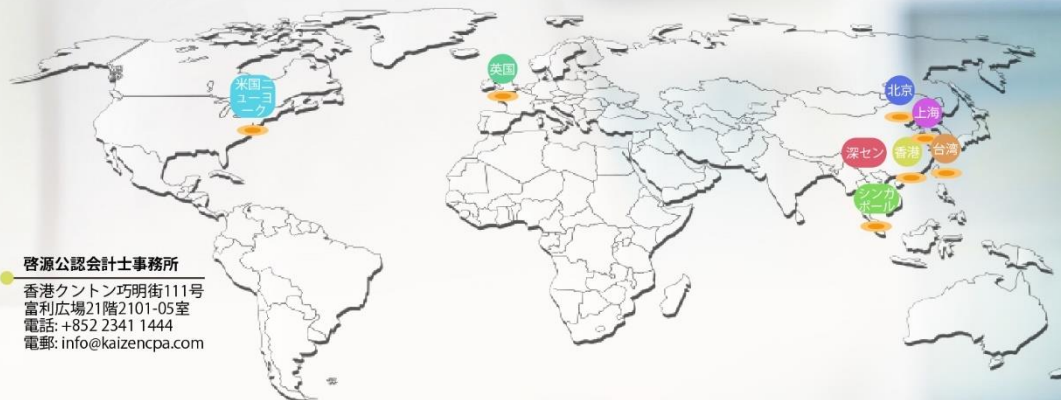 英国
米国ニ
ューヨ
ーク
北京
上海
深セン
香港
台湾
シンガ
ポール
啓源公認会計士事務所
香港クントン巧明街111号
富利広場21階2101-05室
電話: +852 2341 1444
電郵: info@kaizencpa.com